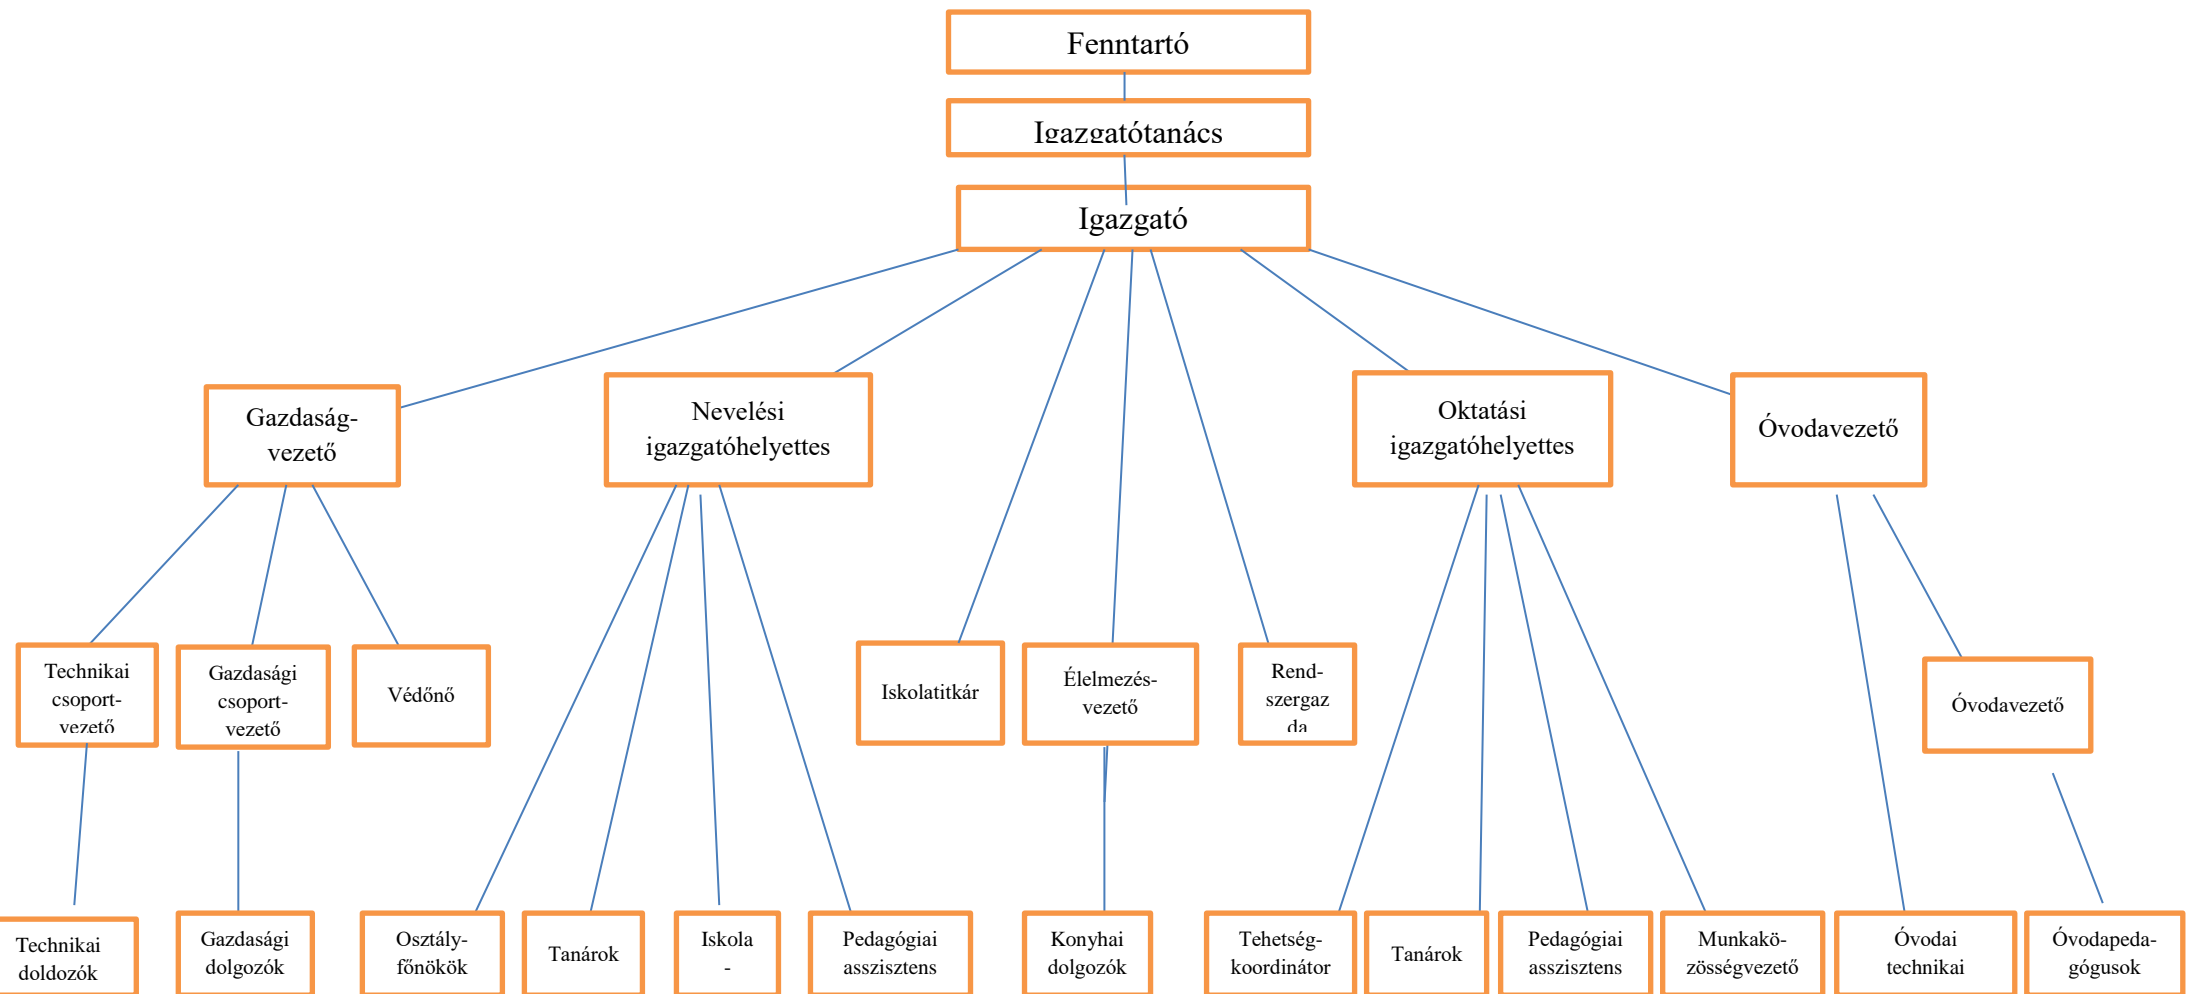 Fenntartó
Igazgatótanács
Igazgató
Gazdaság-
vezető
Nevelési
igazgatóhelyettes
Oktatási
igazgatóhelyettes
Óvodavezető
Technikai
csoport-
vezető
Gazdasági
csoport-
vezető
Védőnő
Iskolatitkár
Élelmezés-
vezető
Rend-
szergaz
da
Óvodavezető
Technikai
doldozók
Gazdasági
dolgozók
Osztály-
főnökök
Tanárok
Iskola
-
Pedagógiai
asszisztens
Konyhai
dolgozók
Tehetség-
koordinátor
Tanárok
Pedagógiai
asszisztens
Munkakö-
zösségvezető
Óvodai
technikai
Óvodapeda-
gógusok